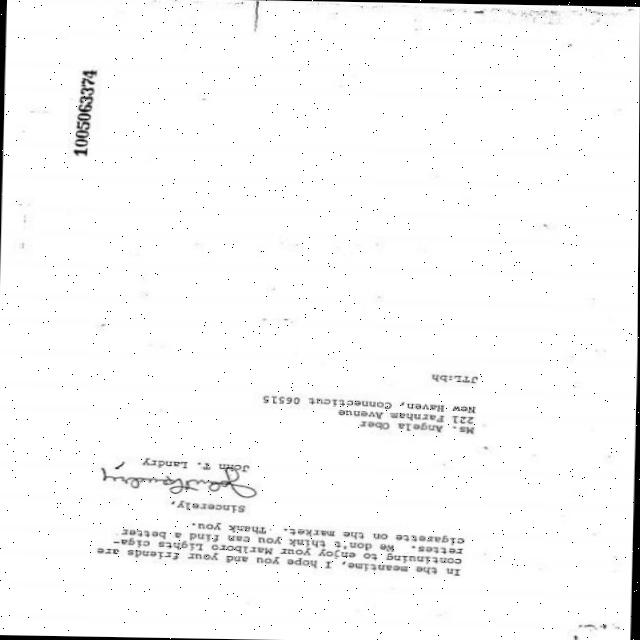 In the meantime, I hope you and your friends are
continuing to enjoy your Marlboro Lights ciga-
rettes. We don't think you can find a better
cigarette on the market. Thank you.
Sincerely,
John T. Landry
John T. Landry
Ms. Angela Ober
221 Farnham Avenue
New Haven, Connecticut 06515
JTL:bh
1005063374